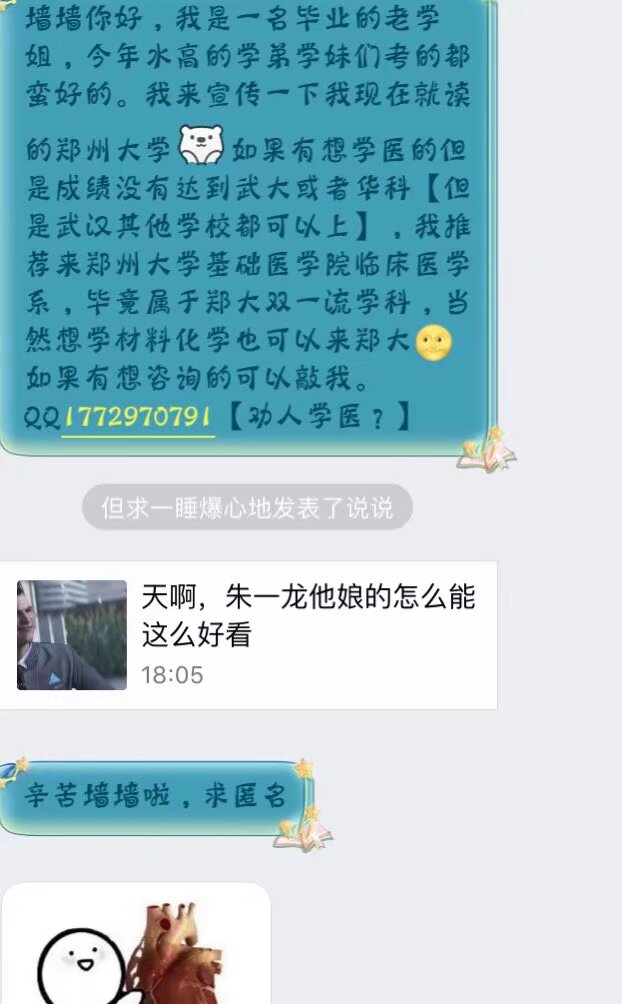 墙墙你好，我是一名毕业的老学
姐，今年水高的学弟学妹们考的都
蛮好的。我来宣传一下我现在就读
的郑州大学如果有想学医的但
是成绩没有达到武大或者华科【但
是武汉其他学校都可以上】，我推
荐来郑州大学基础医学院临床医学
系，毕竟属于郑大双一流学科，当
然想学材料化学也可以来郑大
如果有想咨询的可以敲我。
QQ1772970791【劝人学医？】
但求一睡爆心地发表了说说
天啊，朱一龙他娘的怎么能
这么好看
18:05
辛苦墙墙啦，求匿名